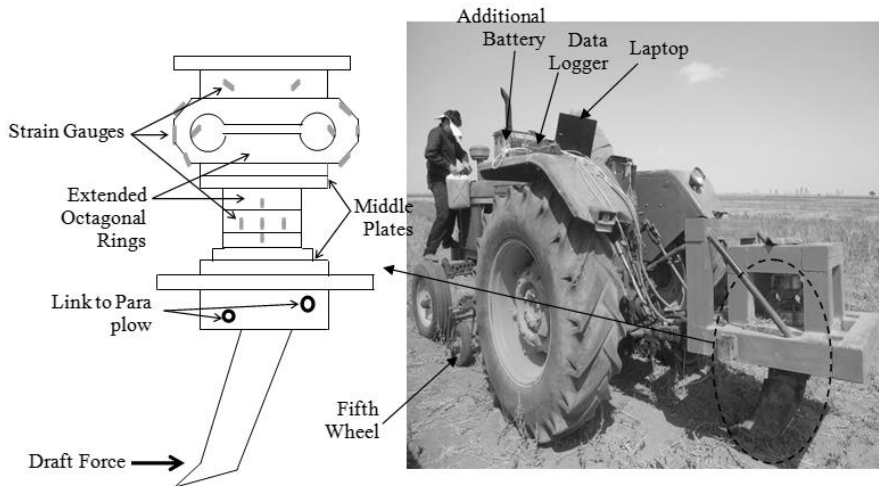 Additional
Battery
Data
Logger
Laptop
Strain Gauges
Extended
Octagonal
Rings
Middle
Plates
Link to Para
plow
Fifth
Wheel
Draft Force